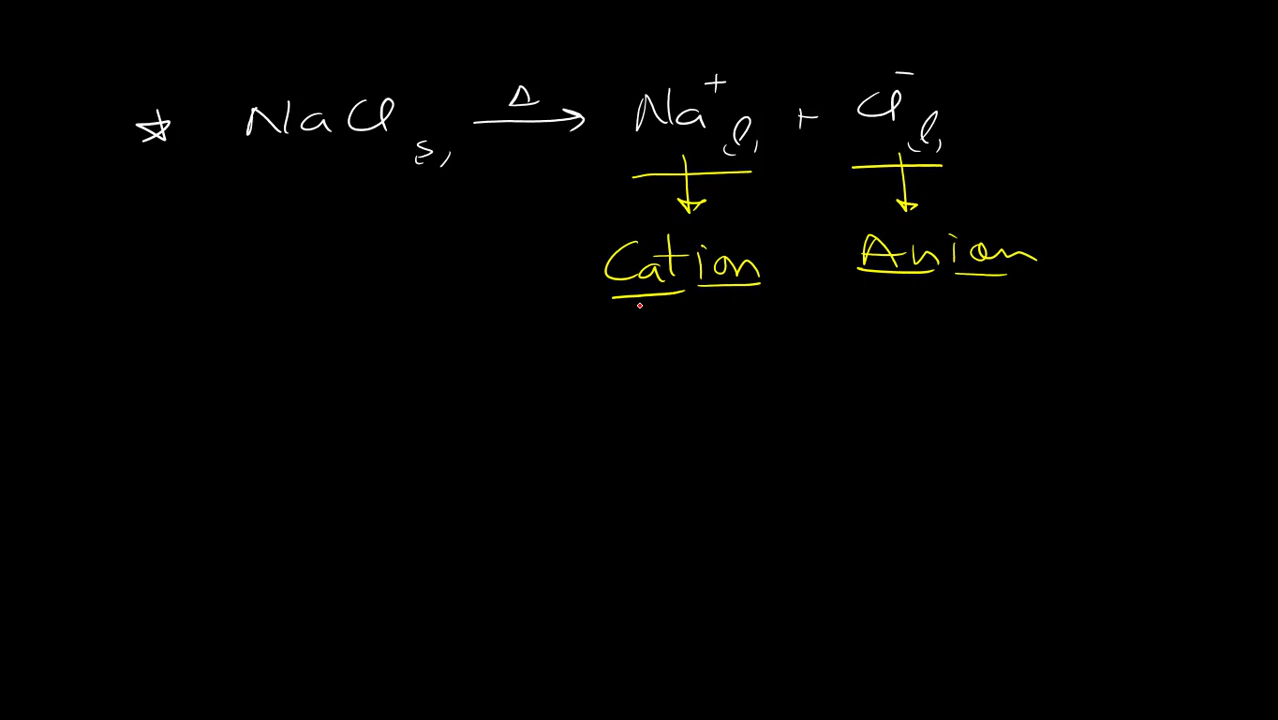 ☆ NaCl(s) —Δ→ Na⁺(l) + Cl⁻(l)
Cation Anion